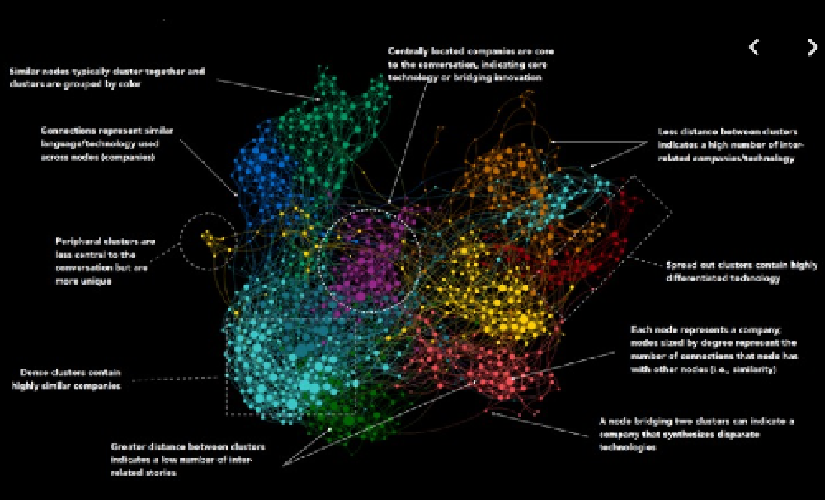 Centrally located companies are core
to the conversation, indicating core
technology or bridging innovation
Similar nodes typically cluster together and
clusters are grouped by color
Connections represent similar
language/technology used
across nodes (companies)
Less distance between clusters
indicates a high number of inter-
related companies/technology
Peripheral clusters are
less central to the
conversation but are
more unique
Spread out clusters contain highly
differentiated technology
Each node represents a company;
nodes sized by degree represent the
number of connections that node has
with other nodes (i.e., similarity)
Dense clusters contain
highly similar companies
A node bridging two clusters can indicate a
company that synthesizes disparate
technologies
Greater distance between clusters
indicates a low number of inter-
related stories